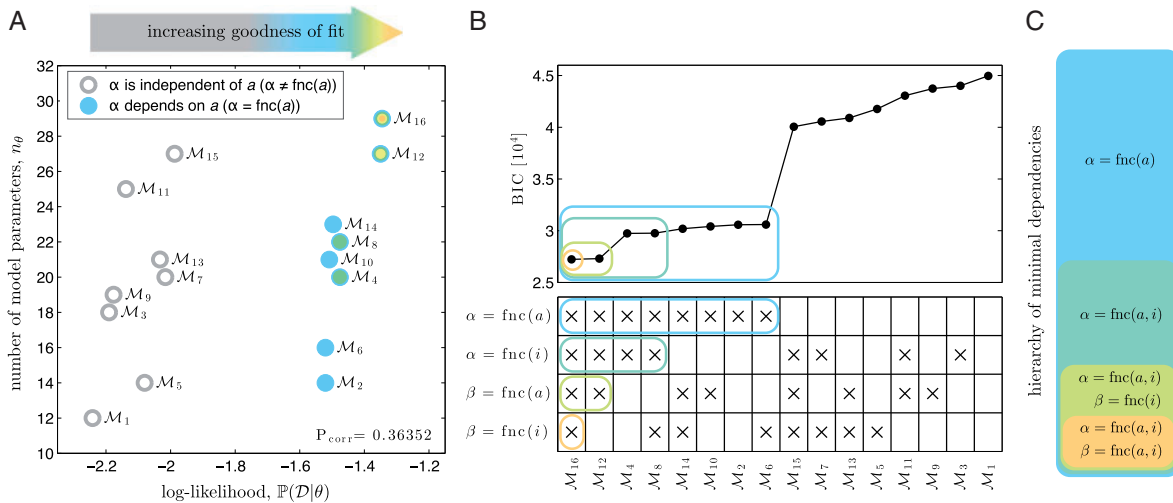 A
increasing goodness of fit
B
C
α is independent of a (α ≠ fnc(a))
α depends on a (α = fnc(a))
32
30
28
26
24
22
20
18
16
14
12
10
number of model parameters, n_θ
−2.2
−2
−1.8
−1.6
−1.4
−1.2
log-likelihood, ℙ(𝒟|θ)
ℳ16
ℳ12
ℳ15
ℳ11
ℳ14
ℳ8
ℳ10
ℳ4
ℳ13
ℳ7
ℳ9
ℳ3
ℳ6
ℳ5
ℳ2
ℳ1
P_corr= 0.36352
BIC [10⁴]
4.5
4
3.5
3
2.5
α = fnc(a) × × × × × × × ×
α = fnc(i) × × × × × × × ×
β = fnc(a) × × × × × × × ×
β = fnc(i) × × × × × × × ×
ℳ16 ℳ12 ℳ4 ℳ8 ℳ14 ℳ10 ℳ2 ℳ6 ℳ15 ℳ7 ℳ13 ℳ5 ℳ11 ℳ9 ℳ3 ℳ1
hierarchy of minimal dependencies
α = fnc(a)
α = fnc(a, i)
α = fnc(a, i)
β = fnc(i)
α = fnc(a, i)
β = fnc(a, i)